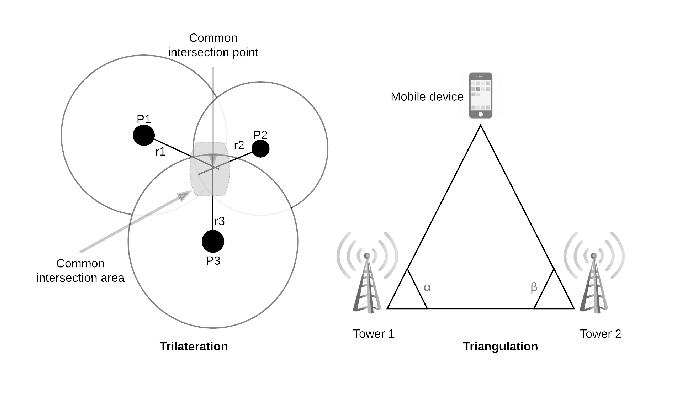 Common
intersection point
P1
r1
r2
P2
r3
P3
Common
intersection area
Trilateration
Mobile device
α
β
Tower 1
Tower 2
Triangulation